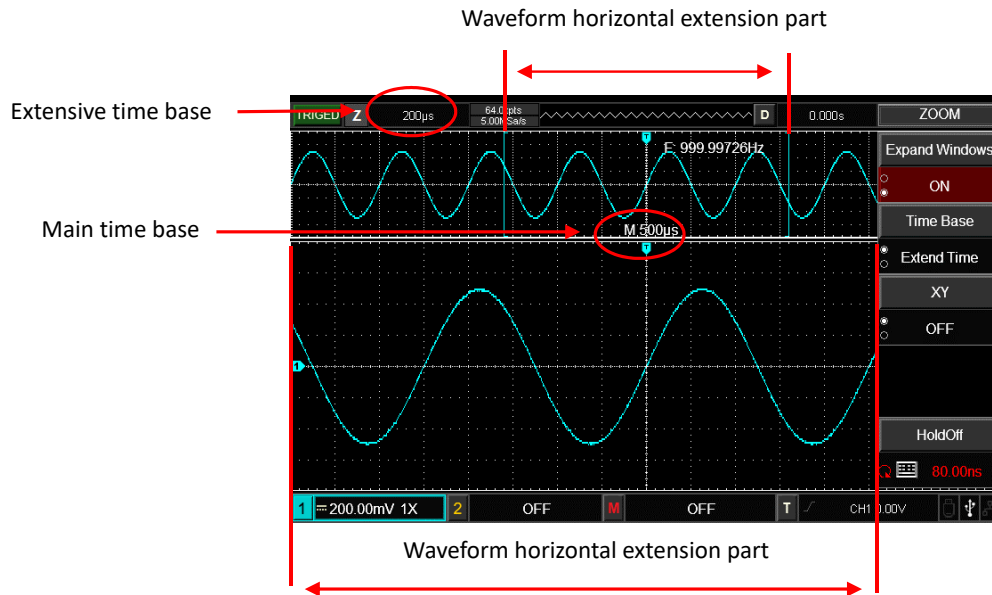 Waveform horizontal extension part
Extensive time base
TRIGED Z 200μs 5.00MSa/s D 0.000s ZOOM
F: 999.99726Hz
Expand Windows
ON
Main time base
M 500μs
Time Base
Extend Time
XY
OFF
HoldOff
80.00ns
1 200.00mV 1X 2 OFF M OFF T CH1 0.00V
Waveform horizontal extension part